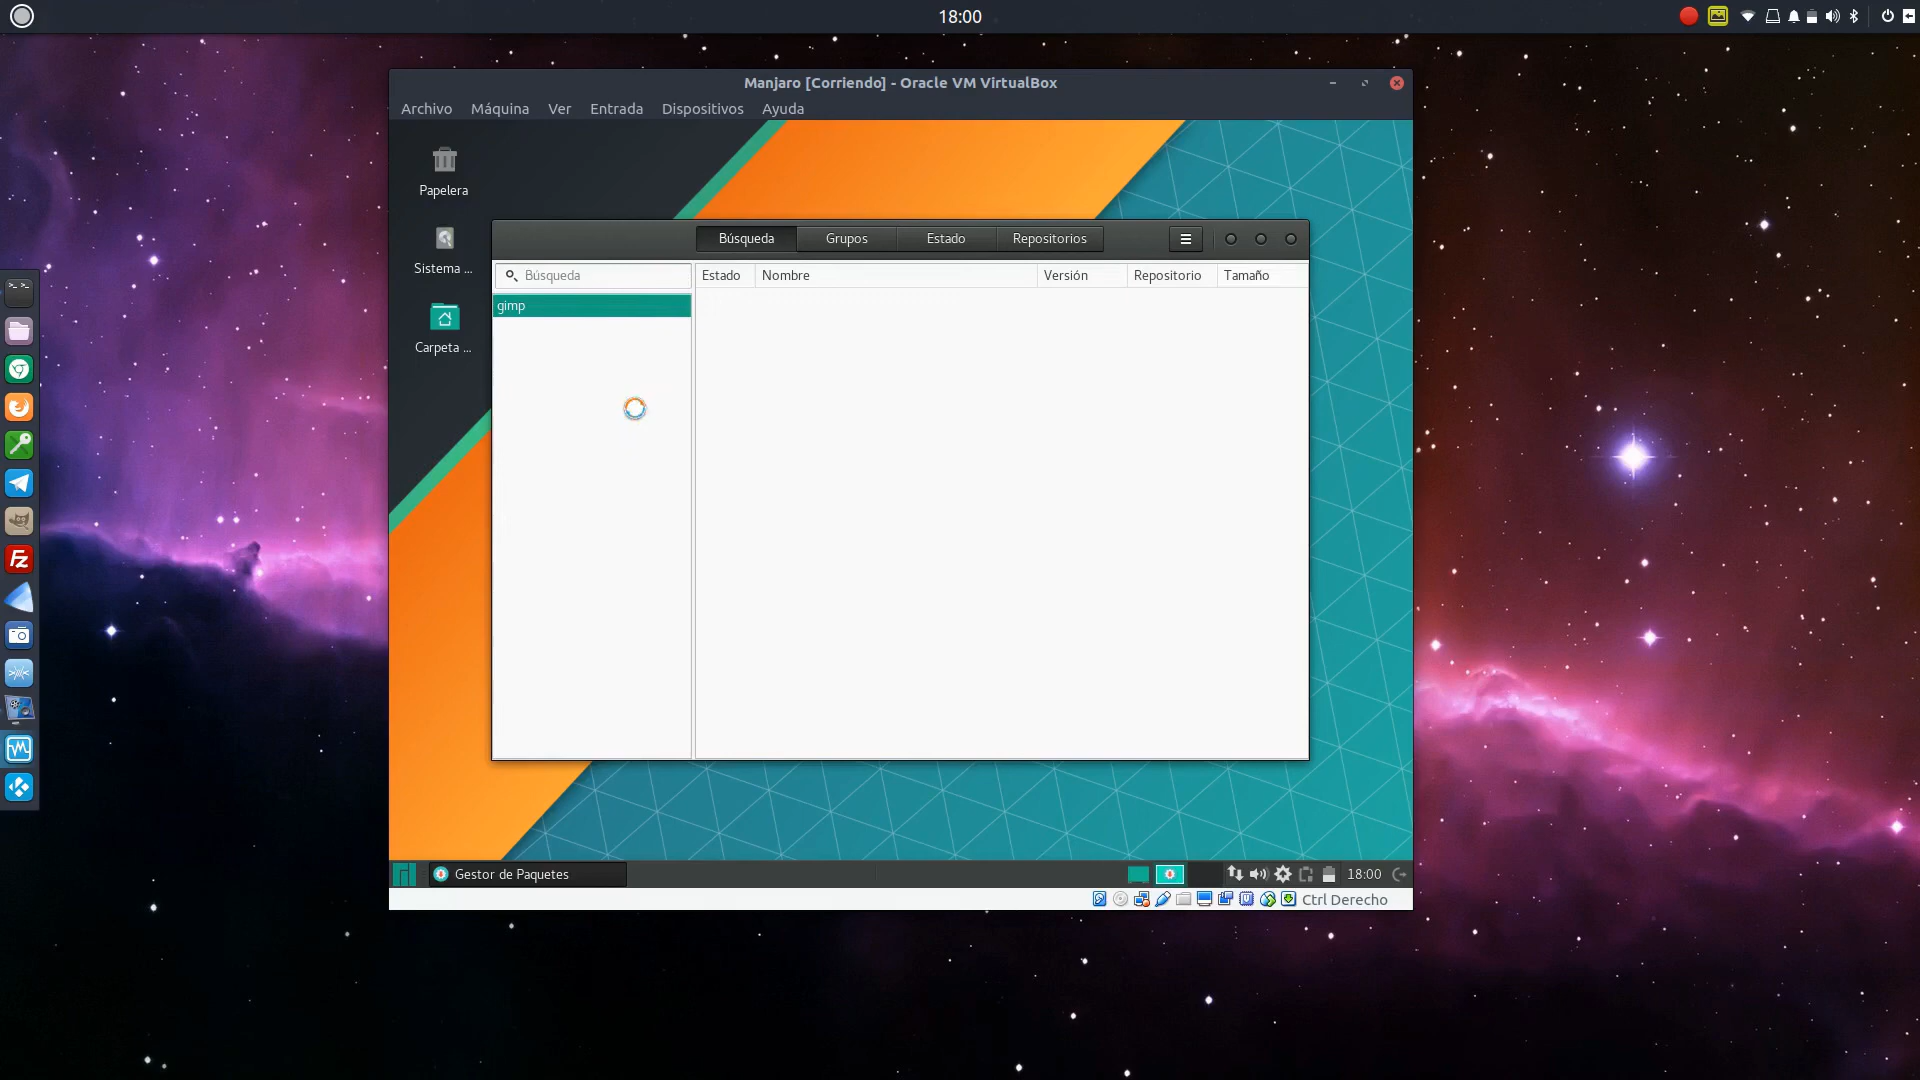 18:00
Manjaro [Corriendo] - Oracle VM VirtualBox
Archivo Máquina Ver Entrada Dispositivos Ayuda
Papelera
Sistema ...
Carpeta ...
Búsqueda Grupos Estado Repositorios
Búsqueda
Estado Nombre Versión Repositorio Tamaño
gimp
Gestor de Paquetes
18:00
Ctrl Derecho